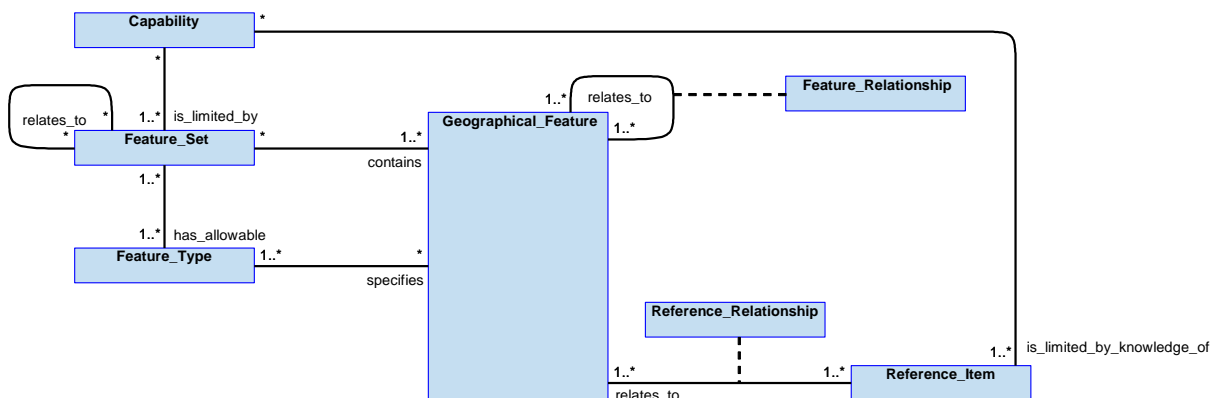 Capability
*
*
relates_to
*
*
1..*
is_limited_by
Feature_Set
*
1..*
contains
1..*
relates_to
1..*
Feature_Relationship
Geographical_Feature
1..*
1..*
has_allowable
Feature_Type
1..*
*
specifies
Reference_Relationship
1..*
1..*
relates_to
1..*
is_limited_by_knowledge_of
Reference_Item